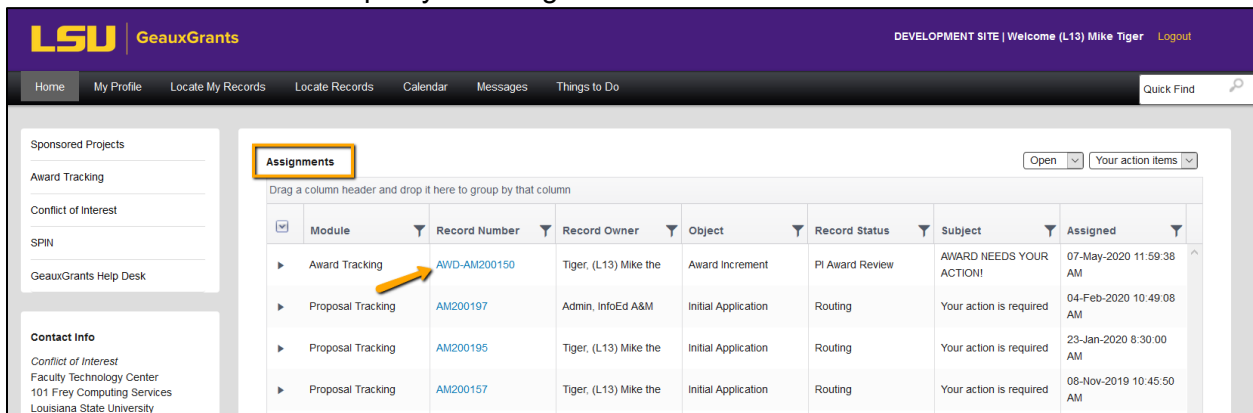 LSU GeauxGrants DEVELOPMENT SITE | Welcome (L13) Mike Tiger Logout
Home My Profile Locate My Records Locate Records Calendar Messages Things to Do Quick Find
Sponsored Projects
Award Tracking
Conflict of Interest
SPIN
GeauxGrants Help Desk
Contact Info
Conflict of Interest
Faculty Technology Center
101 Frey Computing Services
Louisiana State University
Assignments Open Your action items
Drag a column header and drop it here to group by that column
Module Record Number Record Owner Object Record Status Subject Assigned
Award Tracking AWD-AM200150 Tiger, (L13) Mike the Award Increment PI Award Review AWARD NEEDS YOUR 07-May-2020 11:59:38
ACTION! AM
Proposal Tracking AM200197 Admin, InfoEd A&M Initial Application Routing Your action is required 04-Feb-2020 10:49:08
AM
Proposal Tracking AM200195 Tiger, (L13) Mike the Initial Application Routing Your action is required 23-Jan-2020 8:30:00
AM
Proposal Tracking AM200157 Tiger, (L13) Mike the Initial Application Routing Your action is required 08-Nov-2019 10:45:50
AM